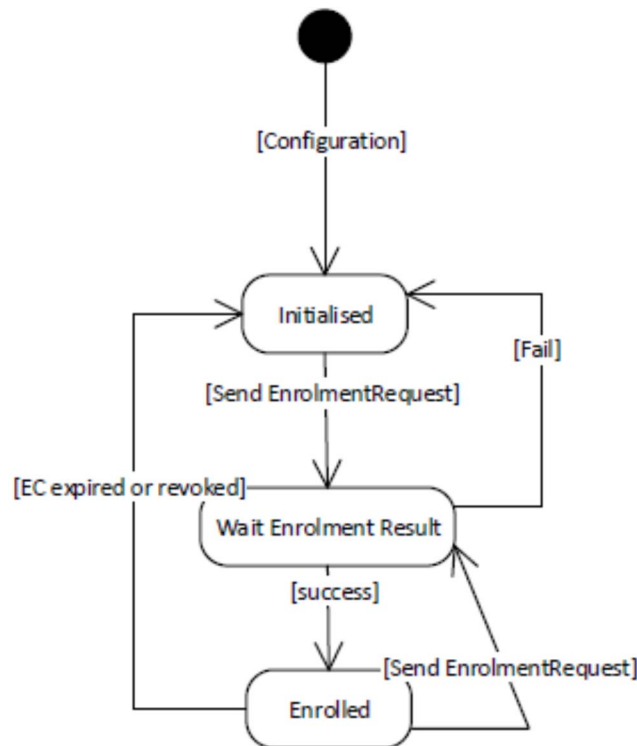 [Configuration]
Initialised
[Fail]
[Send EnrolmentRequest]
[EC expired or revoked]
Wait Enrolment Result
[success]
[Send EnrolmentRequest]
Enrolled